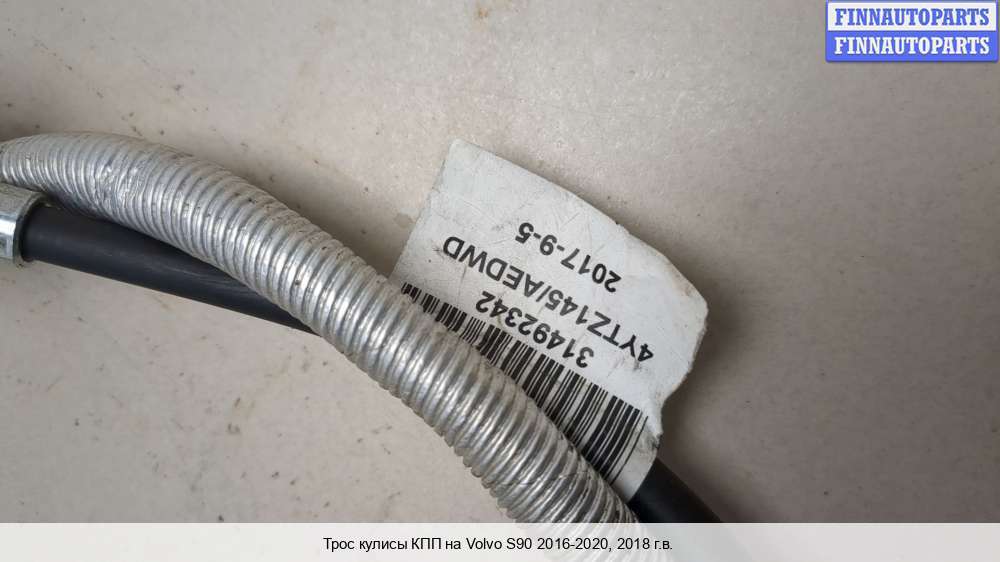 FINNAUTOPARTS
FINNAUTOPARTS
31492342
4YTZ145/AEDWD
2017-9-5
Трос кулисы КПП на Volvo S90 2016-2020, 2018 г.в.